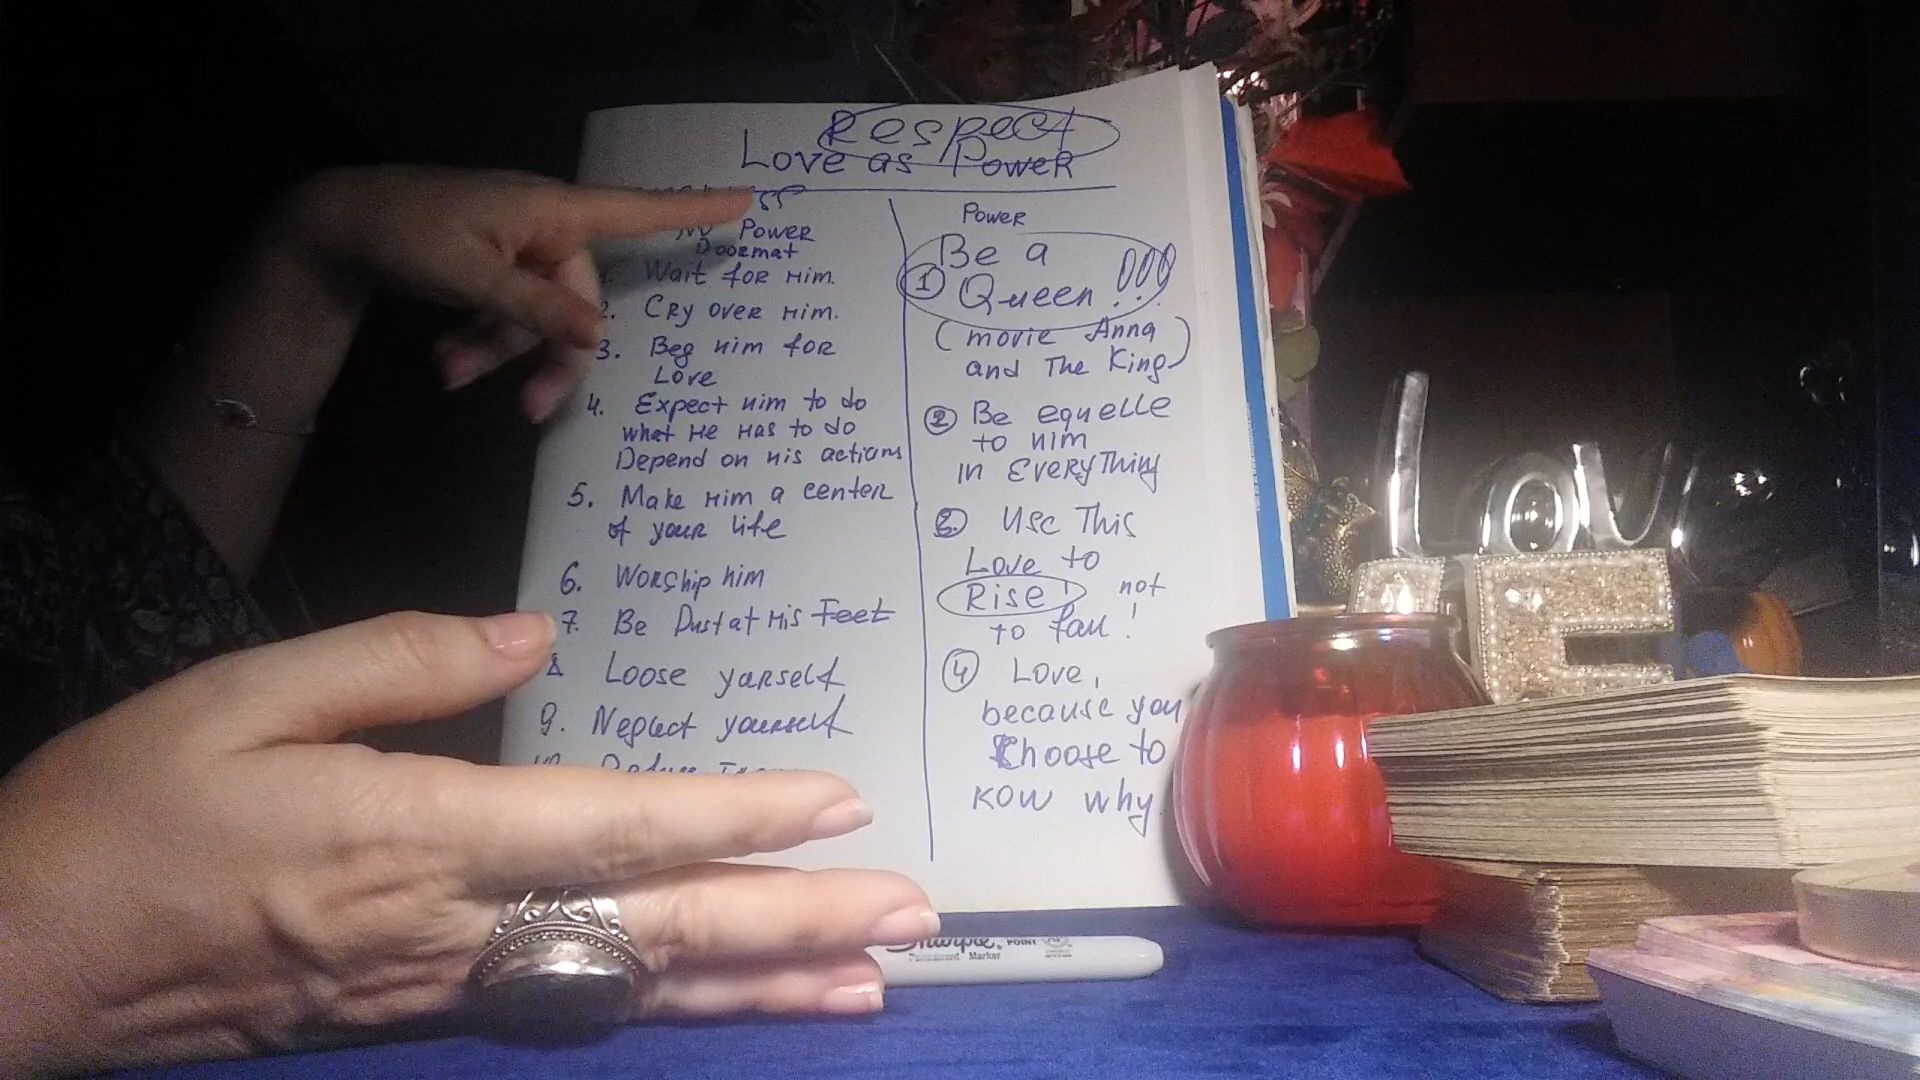 Respect
Love as Power
No Power
Doormat
1. Wait for Him.
2. Cry over Him.
3. Beg him for
Love
4. Expect him to do
what He Has to do
Depend on his actions
5. Make Him a center
of your life
6. Worship him
7. Be Dust at His Feet
8 Loose yarself
9. Neglect yourself
Power
Be a
1 Queen !!!
(movie Anna
and The King)
2 Be equelle
to him
in EveryThing
3 Use This
Love to
Rise! not
to fall!
4 Love,
because you
Choose to
kow why.
LOVE
Sharpie. POINT
Permanent Marker